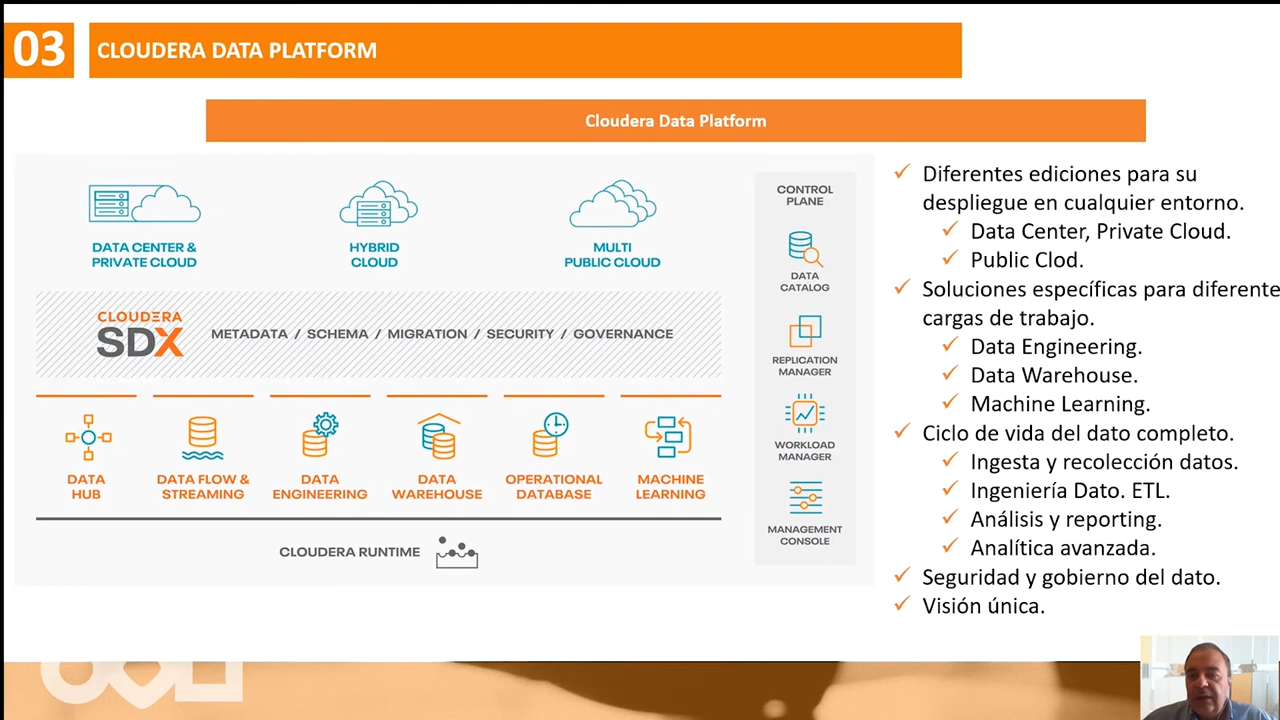 03
CLOUDERA DATA PLATFORM
Cloudera Data Platform
DATA CENTER &
PRIVATE CLOUD
HYBRID
CLOUD
MULTI
PUBLIC CLOUD
CLOUDERA
SDX
METADATA / SCHEMA / MIGRATION / SECURITY / GOVERNANCE
DATA
HUB
DATA FLOW &
STREAMING
DATA
ENGINEERING
DATA
WAREHOUSE
OPERATIONAL
DATABASE
MACHINE
LEARNING
CLOUDERA RUNTIME
CONTROL
PLANE
DATA
CATALOG
REPLICATION
MANAGER
WORKLOAD
MANAGER
MANAGEMENT
CONSOLE
Diferentes ediciones para su
despliegue en cualquier entorno.
Data Center, Private Cloud.
Public Clod.
Soluciones específicas para diferente
cargas de trabajo.
Data Engineering.
Data Warehouse.
Machine Learning.
Ciclo de vida del dato completo.
Ingesta y recolección datos.
Ingeniería Dato. ETL.
Análisis y reporting.
Analítica avanzada.
Seguridad y gobierno del dato.
Visión única.